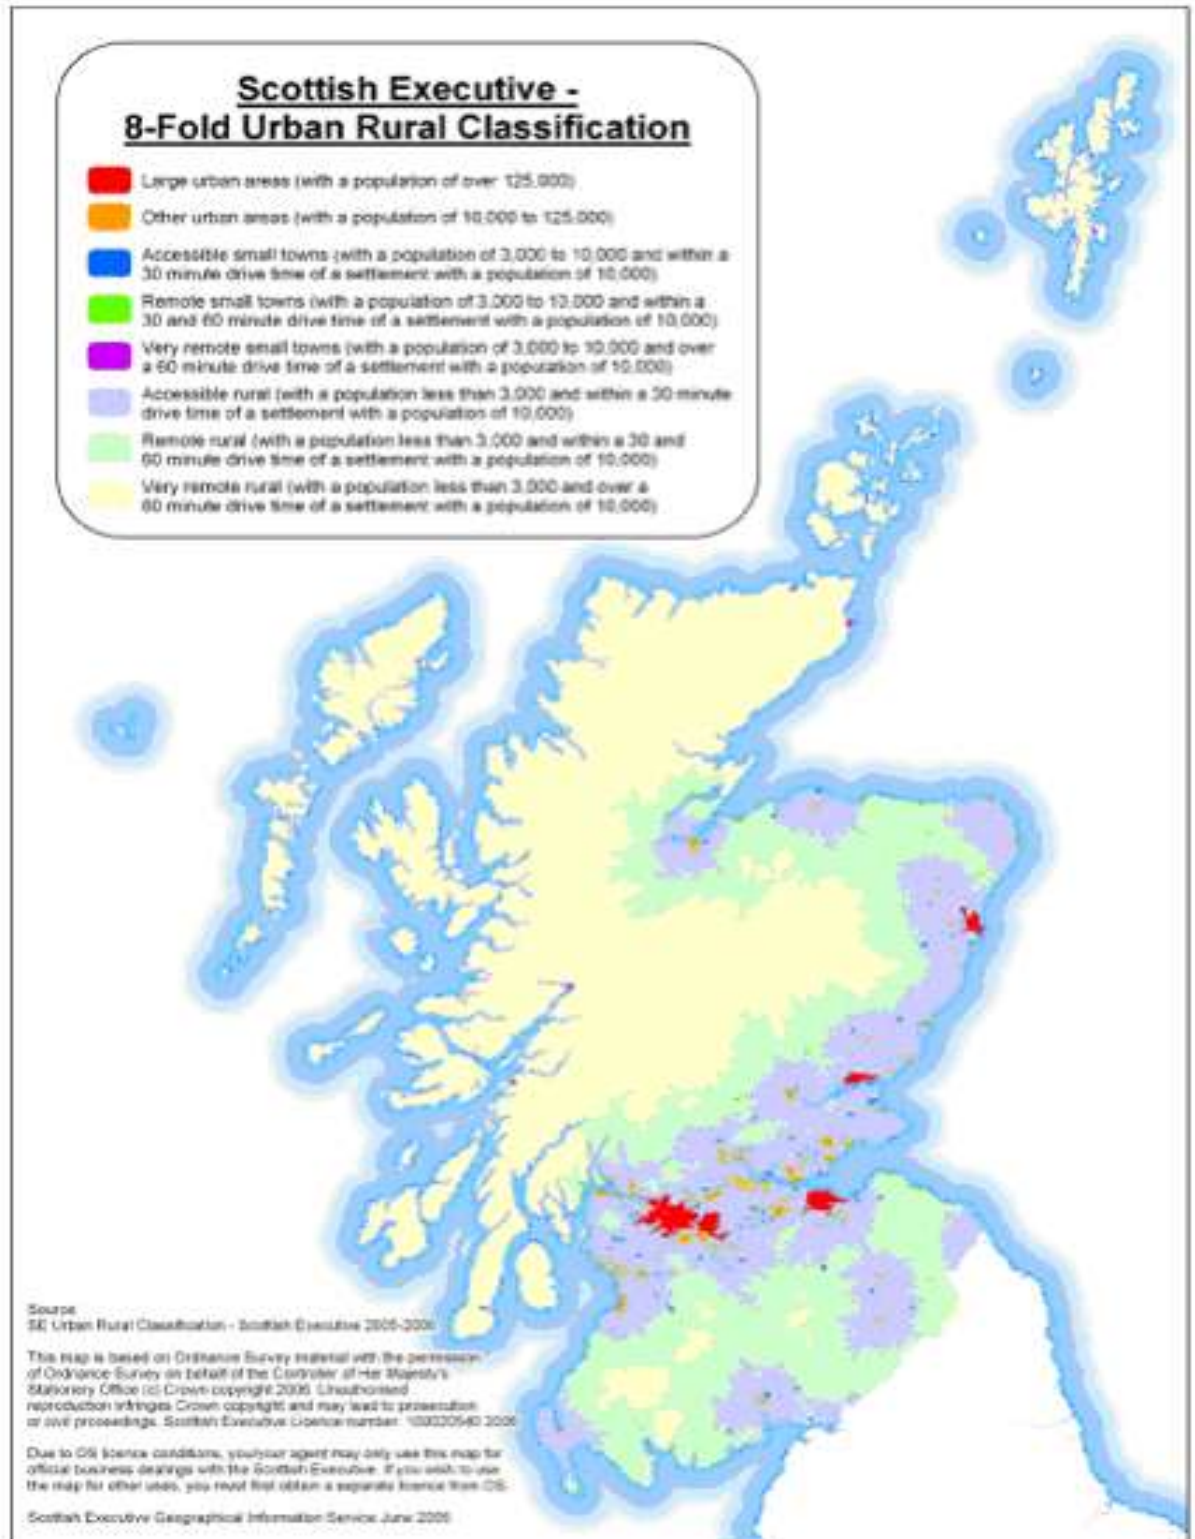 Scottish Executive -
8-Fold Urban Rural Classification
Large urban areas (with a population of over 125,000)
Other urban areas (with a population of 10,000 to 125,000)
Accessible small towns (with a population of 3,000 to 10,000 and within a
30 minute drive time of a settlement with a population of 10,000)
Remote small towns (with a population of 3,000 to 10,000 and within a
30 and 60 minute drive time of a settlement with a population of 10,000)
Very remote small towns (with a population of 3,000 to 10,000 and over
a 60 minute drive time of a settlement with a population of 10,000)
Accessible rural (with a population less than 3,000 and within a 30 minute
drive time of a settlement with a population of 10,000)
Remote rural (with a population less than 3,000 and within a 30 and
60 minute drive time of a settlement with a population of 10,000)
Very remote rural (with a population less than 3,000 and over a
60 minute drive time of a settlement with a population of 10,000)
Source
SE Urban Rural Classification - Scottish Executive 2005-2006
This map is based on Ordnance Survey material with the permission
of Ordnance Survey on behalf of the Controller of Her Majesty's
Stationery Office (c) Crown copyright 2006. Unauthorised
reproduction infringes Crown copyright and may lead to prosecution
or civil proceedings. Scottish Executive Licence number: 2006
Due to OS licence conditions, you/your agent may only use this map for
official business dealings with the Scottish Executive. If you wish to use
the map for other uses, you must first obtain a separate licence from OS.
Scottish Executive Geographical Information Service June 2006